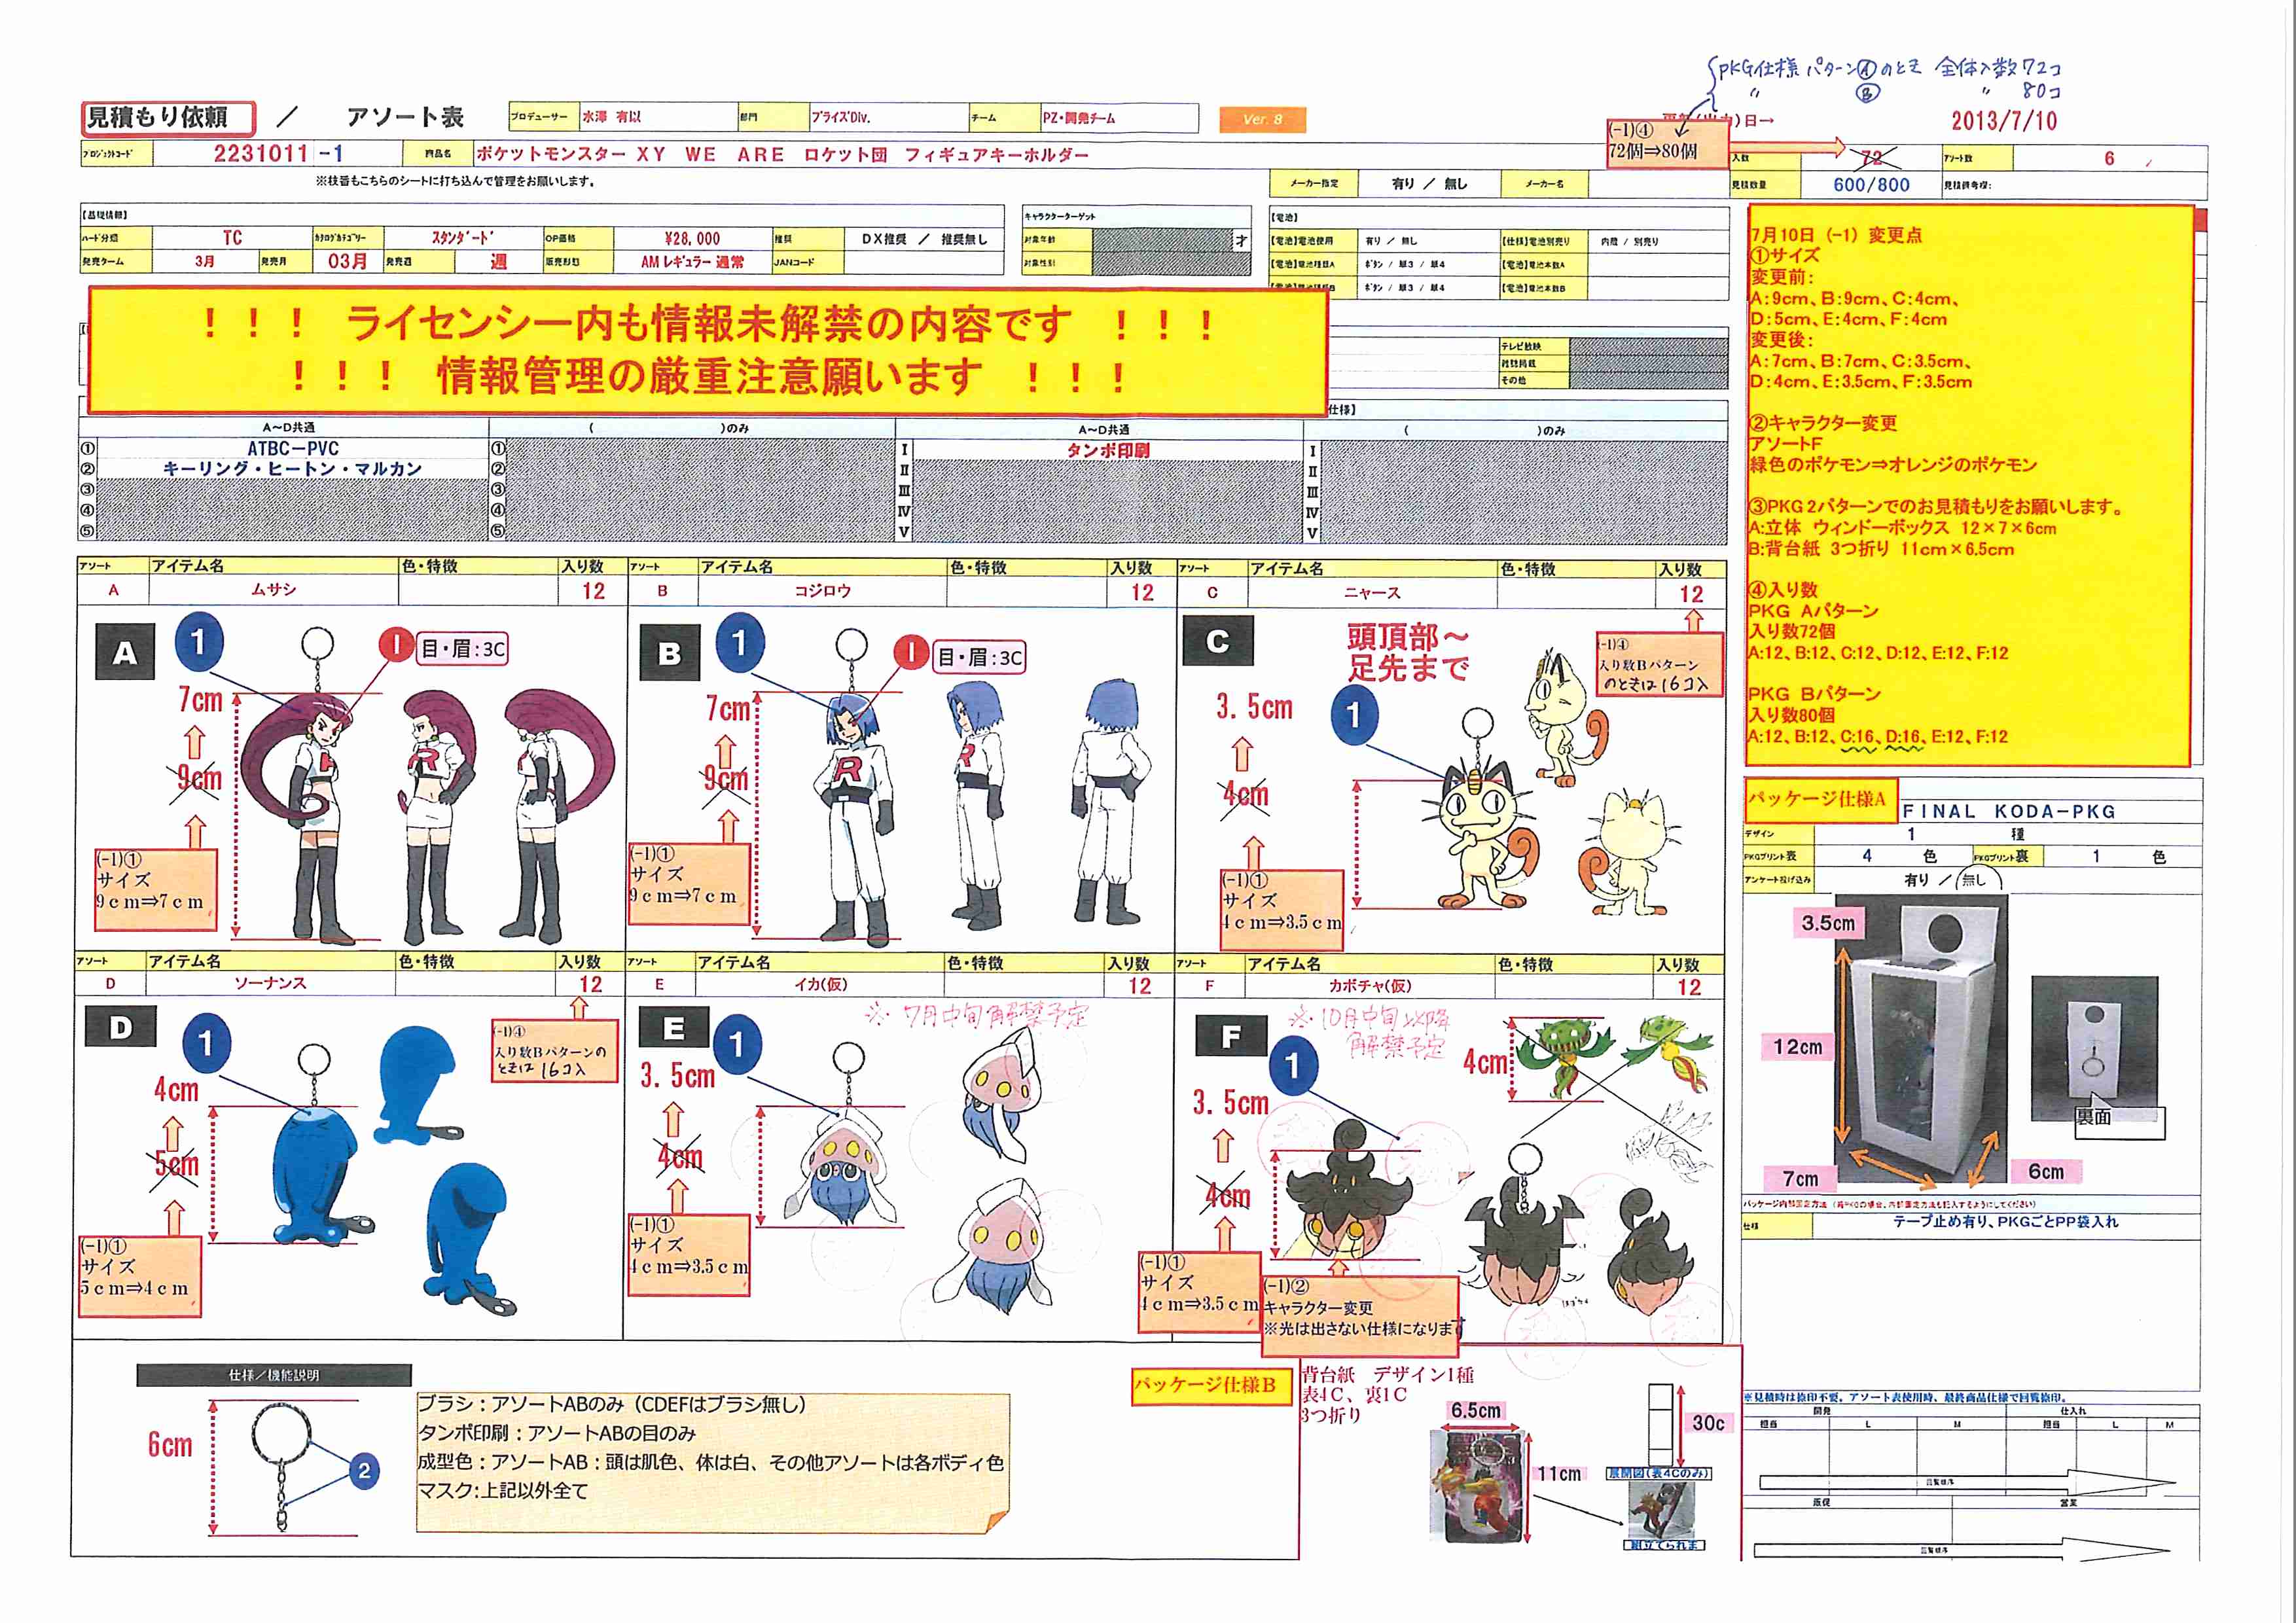 PKG仕様 パターンⒶのとき 全体入数72コ
〃 Ⓑ 〃 80コ
見積もり依頼 / アソート表
プロデューサー 水澤 有以 部門 プライズDiv. チーム PZ・開発チーム
Ver. 8
日→ 2013/7/10
(-1)④
72個⇒80個
プロジェクトコード 2231011 -1 商品名 ポケットモンスター XY WE ARE ロケット団 フィギュアキーホルダー
入数 72 アソート数 6
※枝番もこちらのシートに打ち込んで管理をお願いします。
メーカー指定 有り / 無し メーカー名
見積数量 600/800 見積備考欄:
【基礎情報】
ハード分類 TC カタログカテゴリー スタンダード OP価格 ¥28,000 推奨 DX推奨 / 推奨無し
発売ターム 3月 発売月 03月 発売週 週 販売形態 AMレギュラー 通常 JANコード
キャラクターターゲット
対象年齢 才
対象性別
【電池】
【電池】電池使用 有り / 無し 【仕様】電池別売り 内蔵 / 別売り
【電池】電池種類A ボタン / 単3 / 単4 【電池】電池本数A
ボタン / 単3 / 単4 【電池】電池本数B
!!! ライセンシー内も情報未解禁の内容です !!!
!!! 情報管理の厳重注意願います !!!
テレビ放映
雑誌掲載
その他
仕様】
A~D共通 ( )のみ A~D共通 ( )のみ
① ATBC-PVC ① Ⅰ タンポ印刷 Ⅰ
② キーリング・ヒートン・マルカン ② Ⅱ Ⅱ
③ ③ Ⅲ Ⅲ
④ ④ Ⅳ Ⅳ
⑤ ⑤ Ⅴ Ⅴ
7月10日 (-1) 変更点
①サイズ
変更前:
A:9cm、B:9cm、C:4cm、
D:5cm、E:4cm、F:4cm
変更後:
A:7cm、B:7cm、C:3.5cm、
D:4cm、E:3.5cm、F:3.5cm
②キャラクター変更
アソートF
緑色のポケモン⇒オレンジのポケモン
③PKG2パターンでのお見積もりをお願いします。
A:立体 ウィンドーボックス 12×7×6cm
B:背台紙 3つ折り 11cm×6.5cm
④入り数
PKG Aパターン
入り数72個
A:12、B:12、C:12、D:12、E:12、F:12
PKG Bパターン
入り数80個
A:12、B:12、C:16、D:16、E:12、F:12
アソート アイテム名 色・特徴 入り数
A ムサシ 12
A
1
I 目・眉:3C
7cm
9cm
(-1)①
サイズ
9cm⇒7cm
アソート アイテム名 色・特徴 入り数
B コジロウ 12
B
1
I 目・眉:3C
7cm
9cm
(-1)①
サイズ
9cm⇒7cm
アソート アイテム名 色・特徴 入り数
C ニャース 12
C
頭頂部~
足先まで
(-1)④
入り数Bパターン
のときは16コ入
3.5cm
1
4cm
(-1)①
サイズ
4cm⇒3.5cm
アソート アイテム名 色・特徴 入り数
D ソーナンス 12
D
1
(-1)④
入り数Bパターンの
ときは16コ入
4cm
5cm
(-1)①
サイズ
5cm⇒4cm
アソート アイテム名 色・特徴 入り数
E イカ(仮) 12
※7月中旬解禁予定
E
1
3.5cm
4cm
(-1)①
サイズ
4cm⇒3.5cm
アソート アイテム名 色・特徴 入り数
F カボチャ(仮) 12
F
※10月中旬以降
解禁予定
1
4cm
3.5cm
4cm
(-1)①
サイズ
4cm⇒3.5cm
(-1)②
キャラクター変更
※光は出さない仕様になります
パッケージ仕様A
FINAL KODA-PKG
デザイン 1 種
PKGプリント表 4 色 PKGプリント裏 1 色
アンケート投げ込み 有り / 無し
3.5cm
12cm
7cm
6cm
裏面
仕様 テープ止め有り、PKGごとPP袋入れ
仕様/機能説明
6cm
2
ブラシ:アソートABのみ(CDEFはブラシ無し)
タンポ印刷:アソートABの目のみ
成型色:アソートAB:頭は肌色、体は白、その他アソートは各ボディ色
マスク:上記以外全て
パッケージ仕様B
背台紙 デザイン1種
表4C、裏1C
3つ折り
6.5cm
11cm
30c
展開図(表4Cのみ)
組立てられま
※見積時は捺印不要。アソート表使用時、最終商品仕様で回覧捺印。
開発 仕入れ
担当 L M 担当 L M
回覧順序
販促 営業
回覧順序